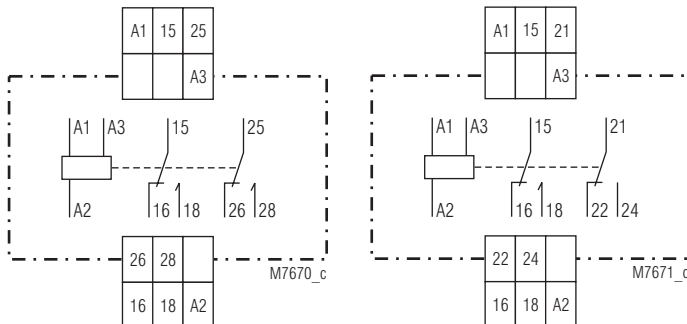 A1 15 25
A3
A1 A3 15 25
A2 16 18 26 28
26 28
16 18 A2
M7670_c
A1 15 21
A3
A1 A3 15 21
A2 16 18 22 24
22 24
16 18 A2